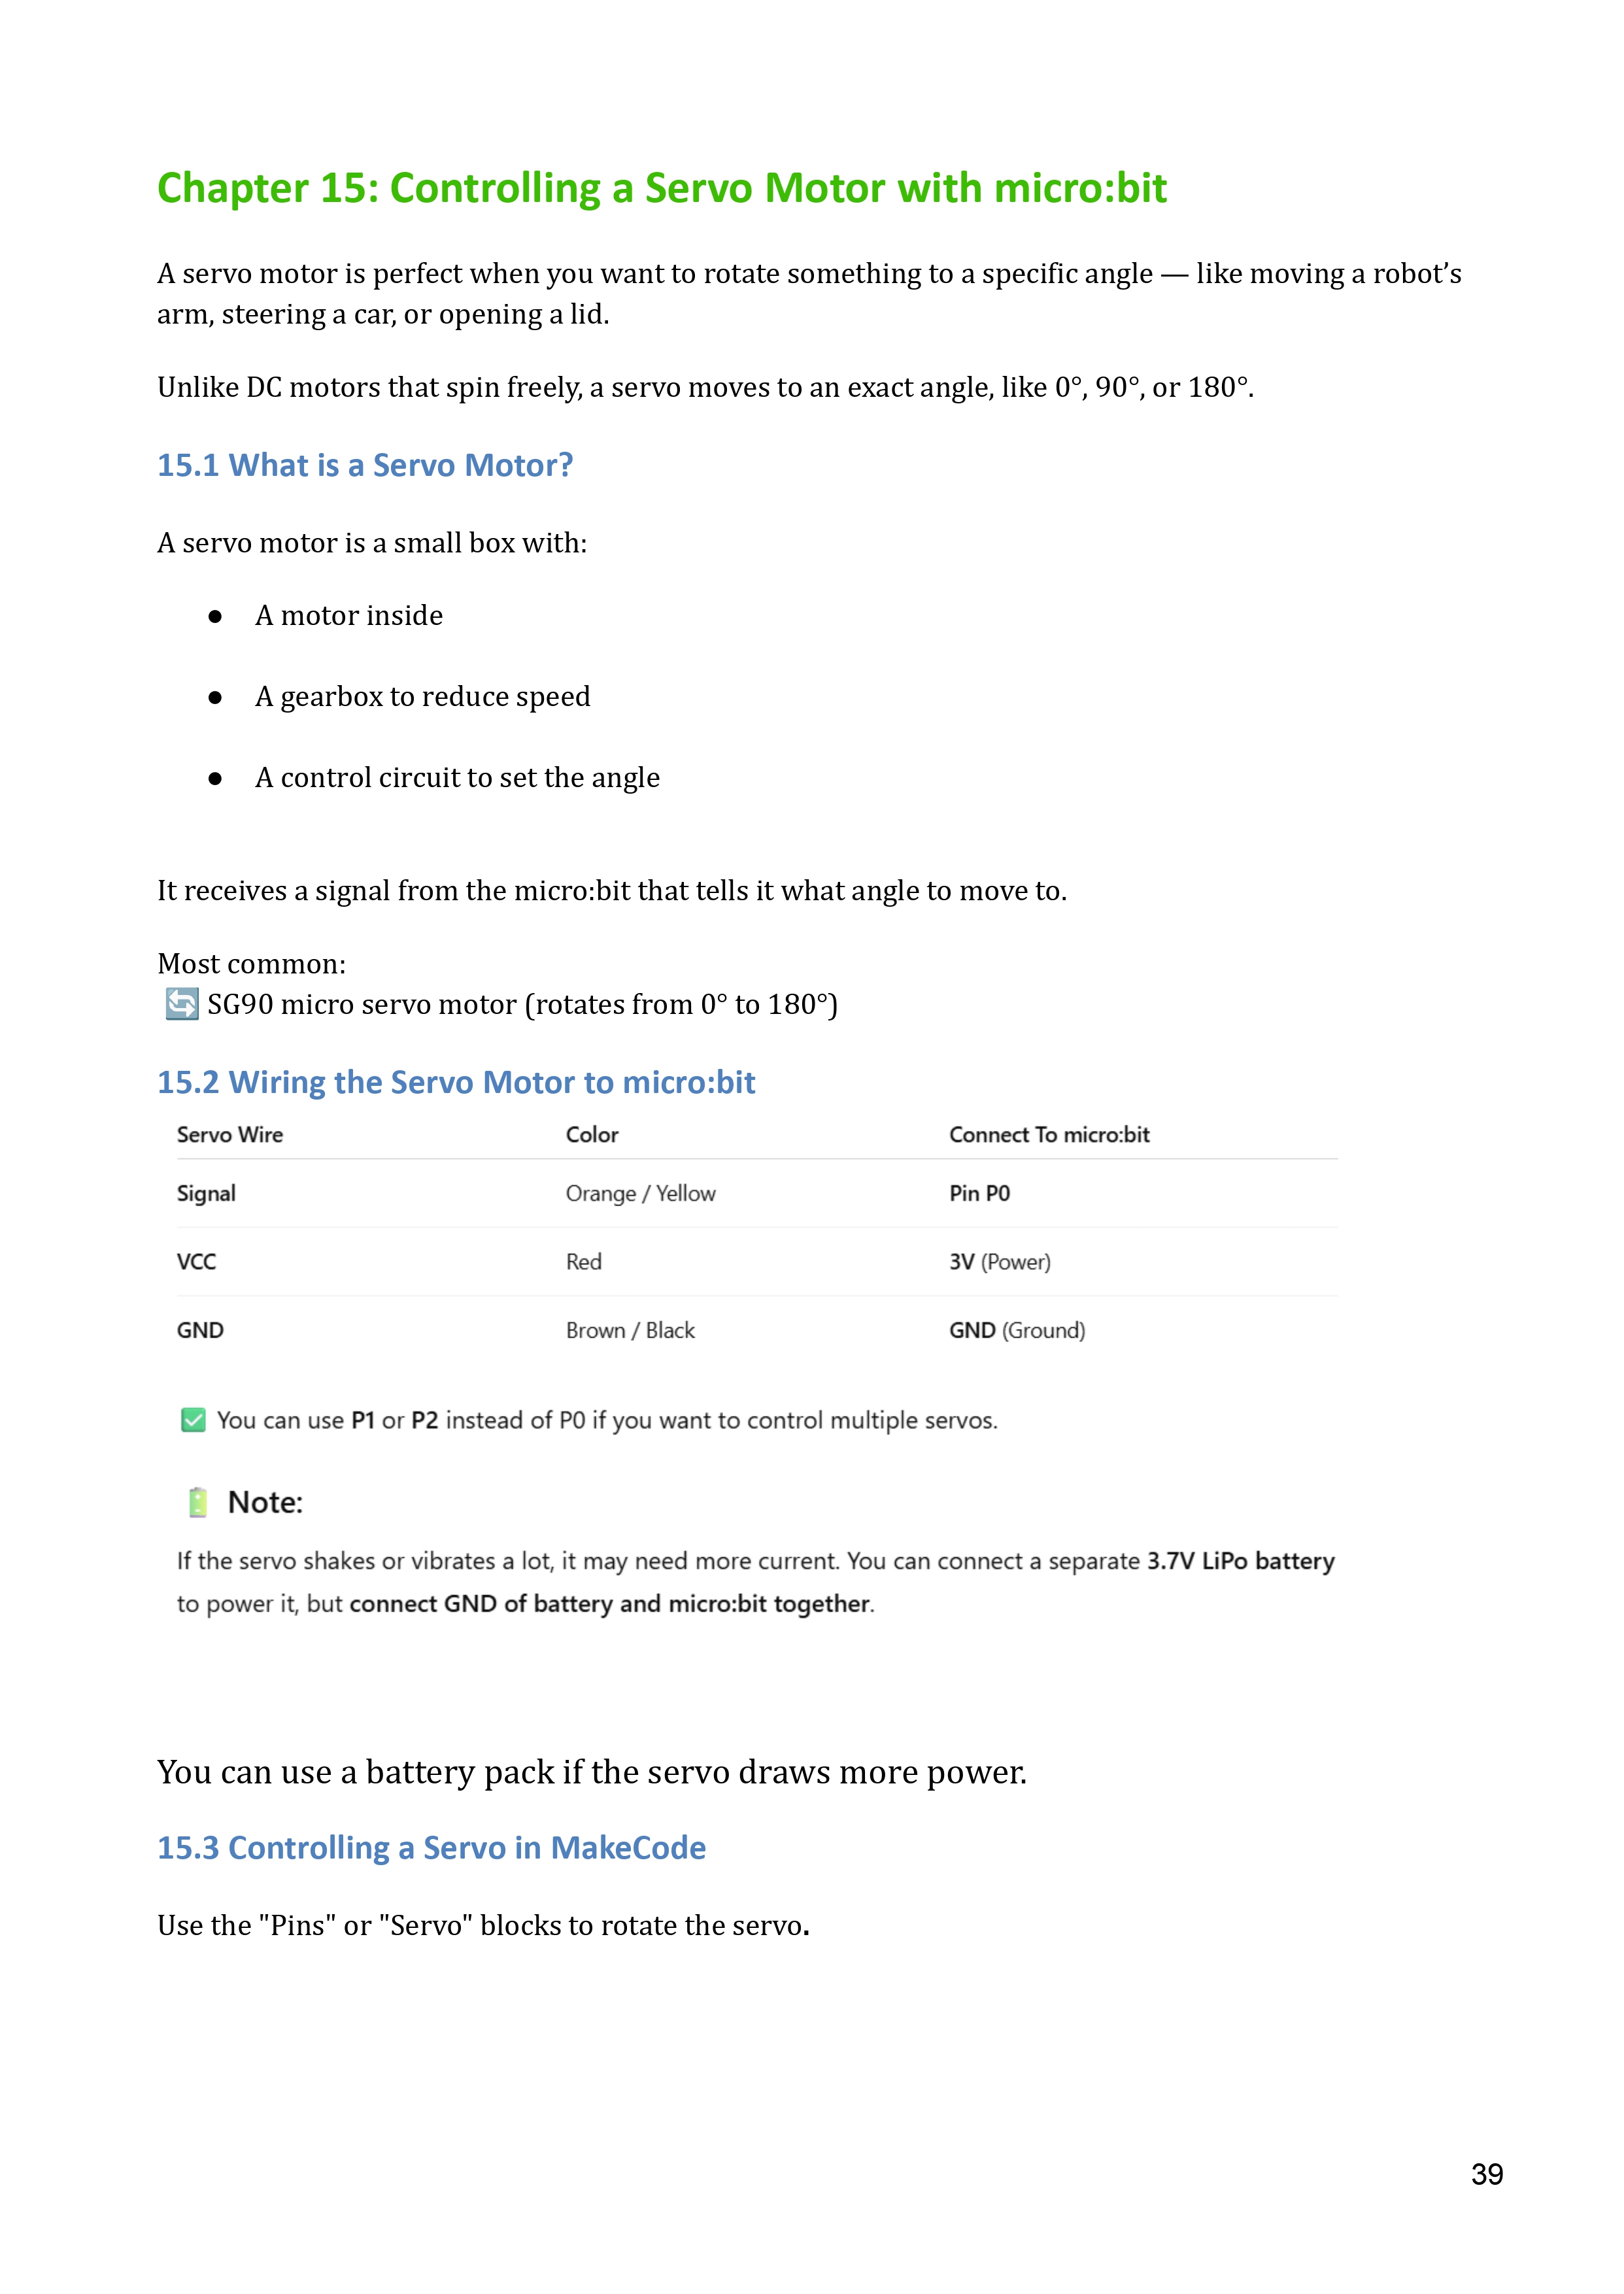 Chapter 15: Controlling a Servo Motor with micro:bit
A servo motor is perfect when you want to rotate something to a specific angle — like moving a robot’s
arm, steering a car, or opening a lid.
Unlike DC motors that spin freely, a servo moves to an exact angle, like 0°, 90°, or 180°.
15.1 What is a Servo Motor?
A servo motor is a small box with:
● A motor inside
● A gearbox to reduce speed
● A control circuit to set the angle
It receives a signal from the micro:bit that tells it what angle to move to.
Most common:
🔄 SG90 micro servo motor (rotates from 0° to 180°)
15.2 Wiring the Servo Motor to micro:bit
Servo Wire Color Connect To micro:bit
Signal Orange / Yellow Pin P0
VCC Red 3V (Power)
GND Brown / Black GND (Ground)
✅ You can use P1 or P2 instead of P0 if you want to control multiple servos.
🔋 Note:
If the servo shakes or vibrates a lot, it may need more current. You can connect a separate 3.7V LiPo battery
to power it, but connect GND of battery and micro:bit together.
You can use a battery pack if the servo draws more power.
15.3 Controlling a Servo in MakeCode
Use the "Pins" or "Servo" blocks to rotate the servo.
39